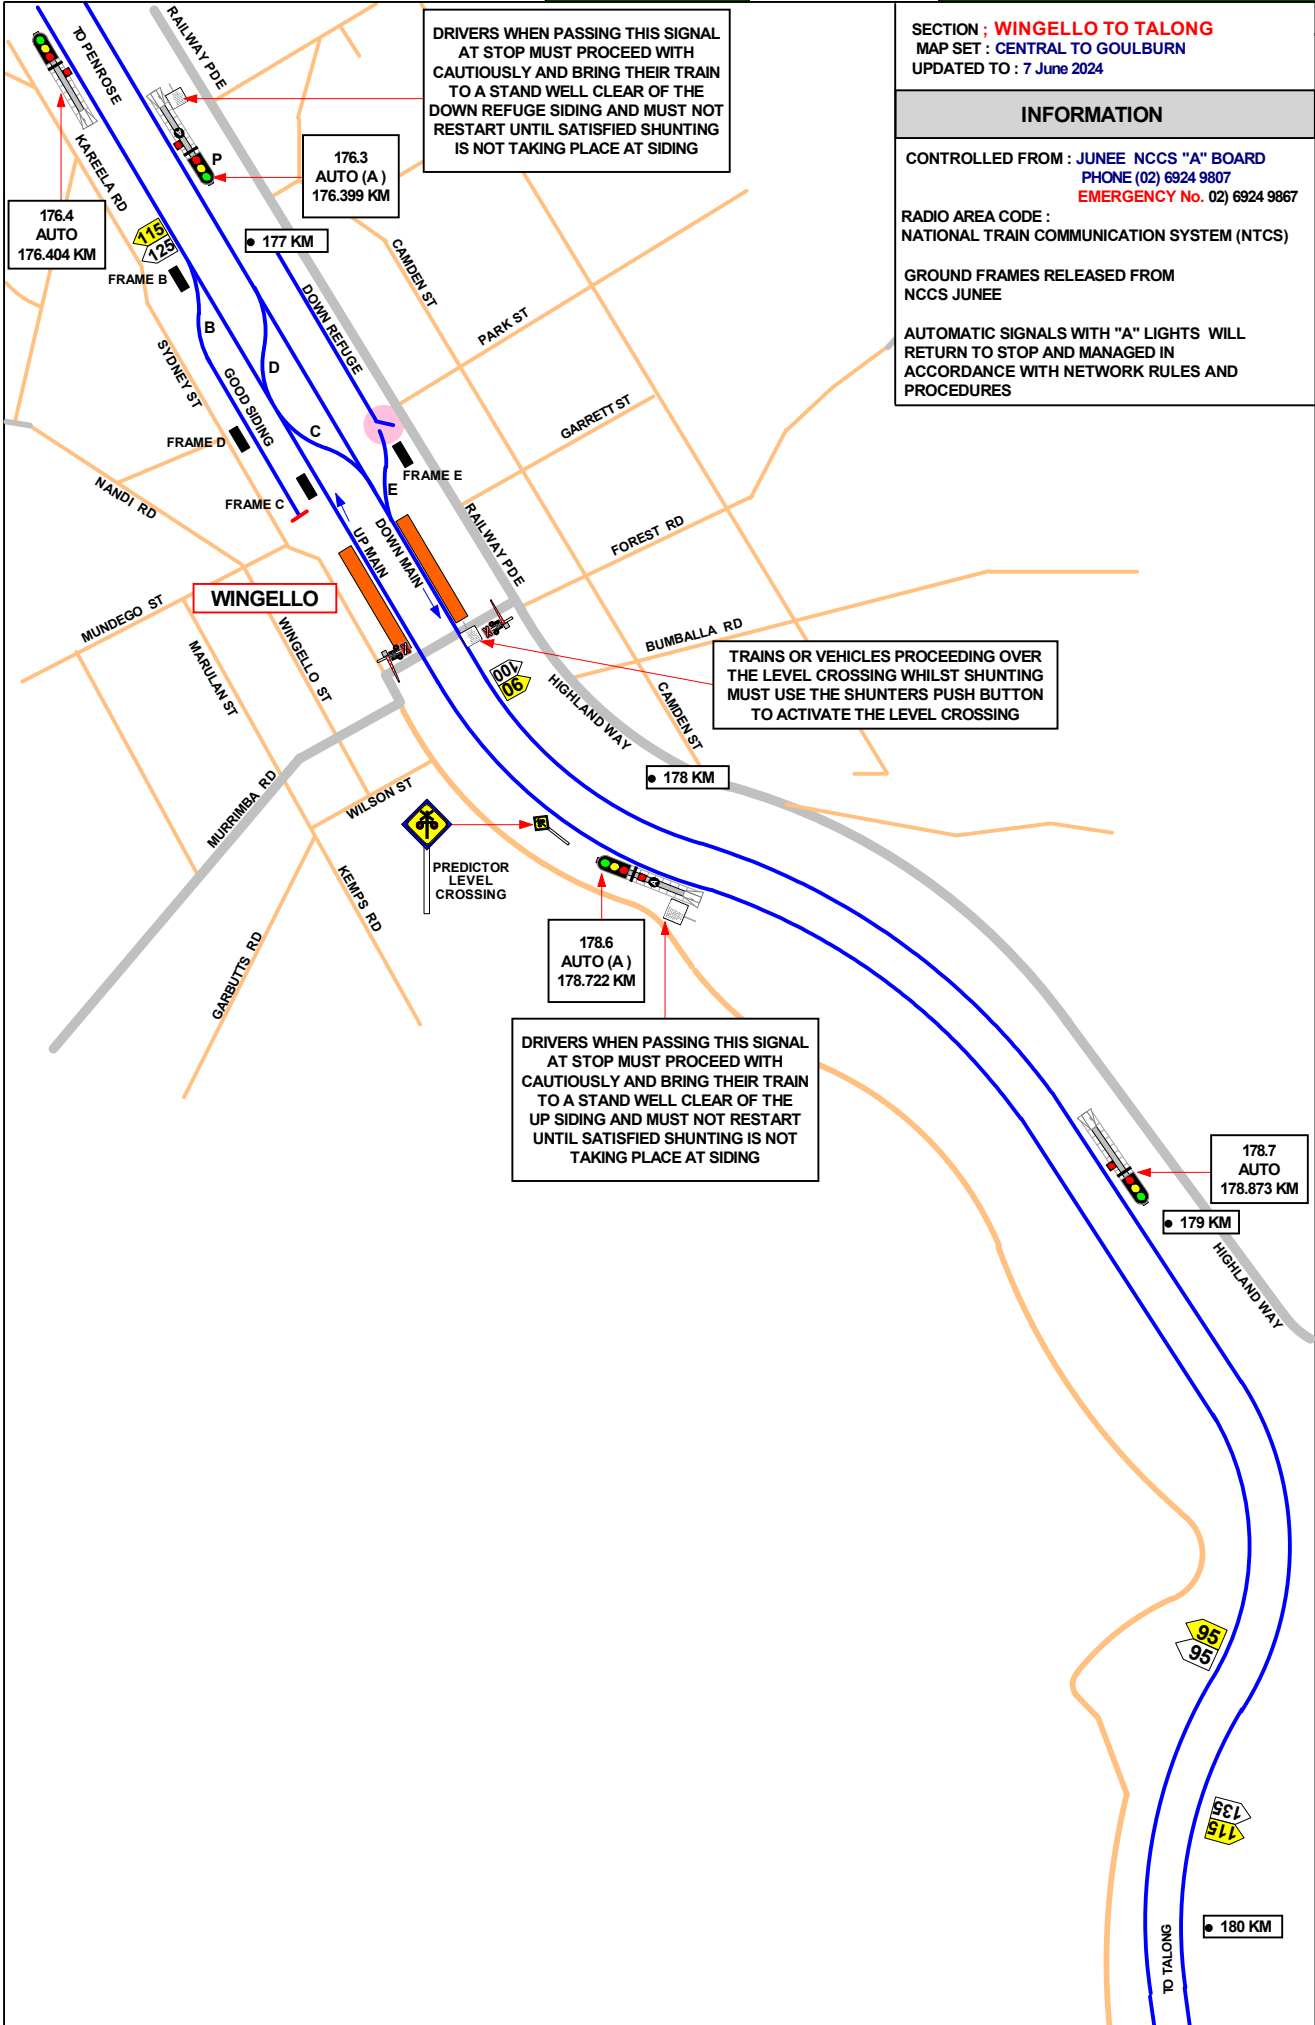 TO PENROSE
RAILWAY PDE
DRIVERS WHEN PASSING THIS SIGNAL
AT STOP MUST PROCEED WITH
CAUTIOUSLY AND BRING THEIR TRAIN
TO A STAND WELL CLEAR OF THE
DOWN REFUGE SIDING AND MUST NOT
RESTART UNTIL SATISFIED SHUNTING
IS NOT TAKING PLACE AT SIDING
SECTION ; WINGELLO TO TALONG
MAP SET : CENTRAL TO GOULBURN
UPDATED TO : 7 June 2024
INFORMATION
CONTROLLED FROM : JUNEE NCCS "A" BOARD
PHONE (02) 6924 9807
EMERGENCY No. 02) 6924 9867
RADIO AREA CODE :
NATIONAL TRAIN COMMUNICATION SYSTEM (NTCS)
GROUND FRAMES RELEASED FROM
NCCS JUNEE
AUTOMATIC SIGNALS WITH "A" LIGHTS WILL
RETURN TO STOP AND MANAGED IN
ACCORDANCE WITH NETWORK RULES AND
PROCEDURES
KAREELA RD
A
P
176.3
AUTO (A )
176.399 KM
176.4
AUTO
176.404 KM
115
125
177 KM
FRAME B
CAMDEN ST
DOWN REFUGE
PARK ST
B
D
SYDNEY ST
GOOD SIDING
C
GARRETT ST
FRAME D
FRAME E
E
FRAME C
NANDI RD
UP MAIN
DOWN MAIN
RAILWAY PDE
FOREST RD
WINGELLO
MUNDEGO ST
MARULAN ST
WINGELLO ST
BUMBALLA RD
100
90
TRAINS OR VEHICLES PROCEEDING OVER
THE LEVEL CROSSING WHILST SHUNTING
MUST USE THE SHUNTERS PUSH BUTTON
TO ACTIVATE THE LEVEL CROSSING
HIGHLAND WAY
CAMDEN ST
178 KM
MURRIMBA RD
WILSON ST
PREDICTOR
LEVEL
CROSSING
KEMPS RD
A
GARBUTTS RD
178.6
AUTO (A )
178.722 KM
DRIVERS WHEN PASSING THIS SIGNAL
AT STOP MUST PROCEED WITH
CAUTIOUSLY AND BRING THEIR TRAIN
TO A STAND WELL CLEAR OF THE
UP SIDING AND MUST NOT RESTART
UNTIL SATISFIED SHUNTING IS NOT
TAKING PLACE AT SIDING
178.7
AUTO
178.873 KM
179 KM
HIGHLAND WAY
95
95
135
115
180 KM
TO TALONG